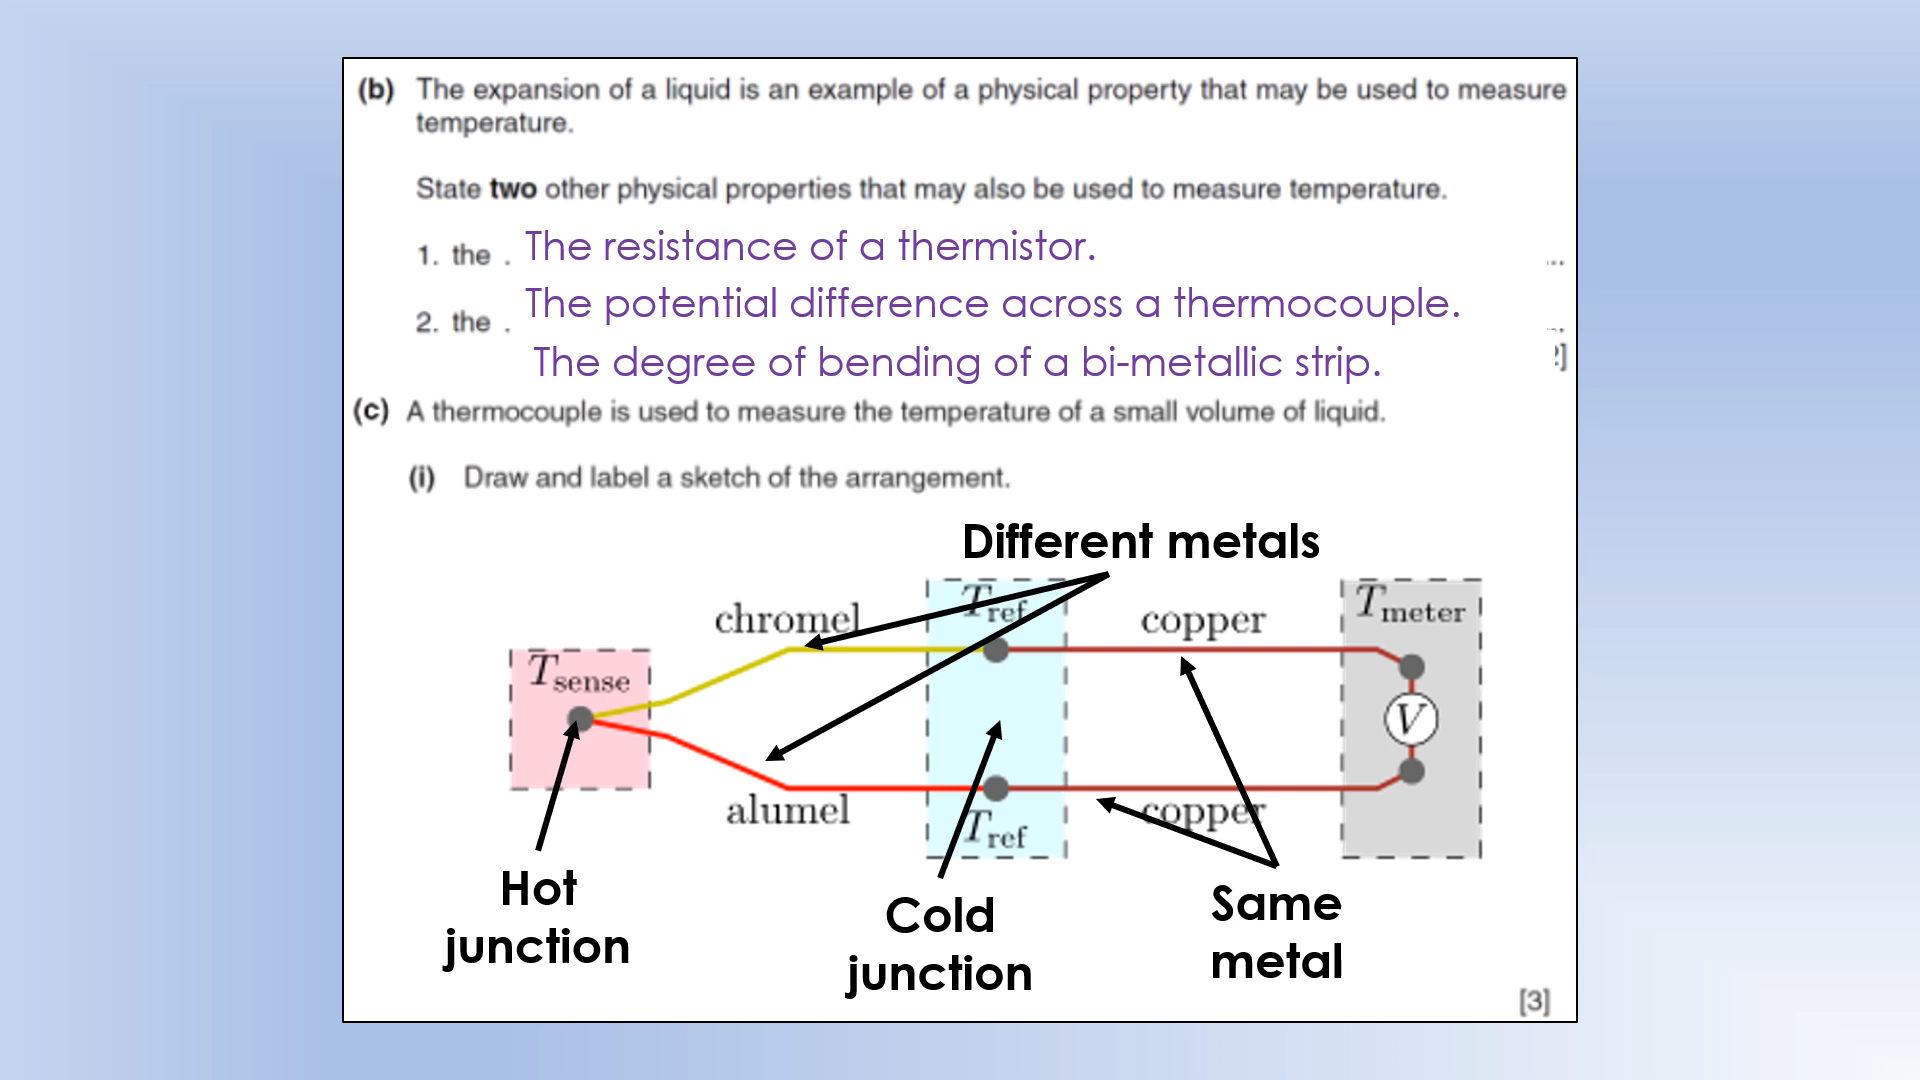 (b) The expansion of a liquid is an example of a physical property that may be used to measure
temperature.
State two other physical properties that may also be used to measure temperature.
1. the . The resistance of a thermistor. ...
2. the . The potential difference across a thermocouple. ...
The degree of bending of a bi-metallic strip. ]
(c) A thermocouple is used to measure the temperature of a small volume of liquid.
(i) Draw and label a sketch of the arrangement.
Different metals
chromel
Tref
copper
Tmeter
Tsense
V
alumel
Tref
copper
Hot
junction
Cold
junction
Same
metal
[3]